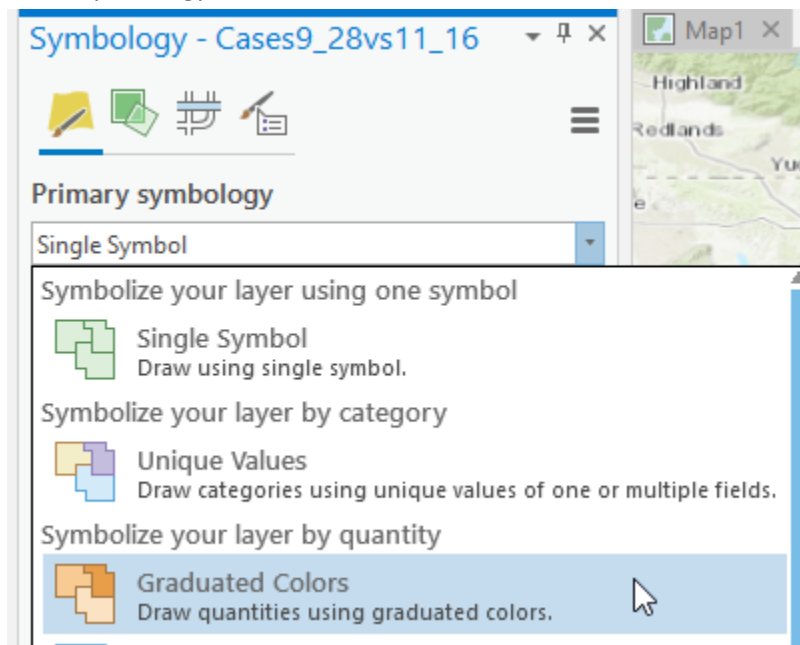 Symbology - Cases9_28vs11_16
Map1
Highland
Redlands
Yu
e
Primary symbology
Single Symbol
Symbolize your layer using one symbol
Single Symbol
Draw using single symbol.
Symbolize your layer by category
Unique Values
Draw categories using unique values of one or multiple fields.
Symbolize your layer by quantity
Graduated Colors
Draw quantities using graduated colors.